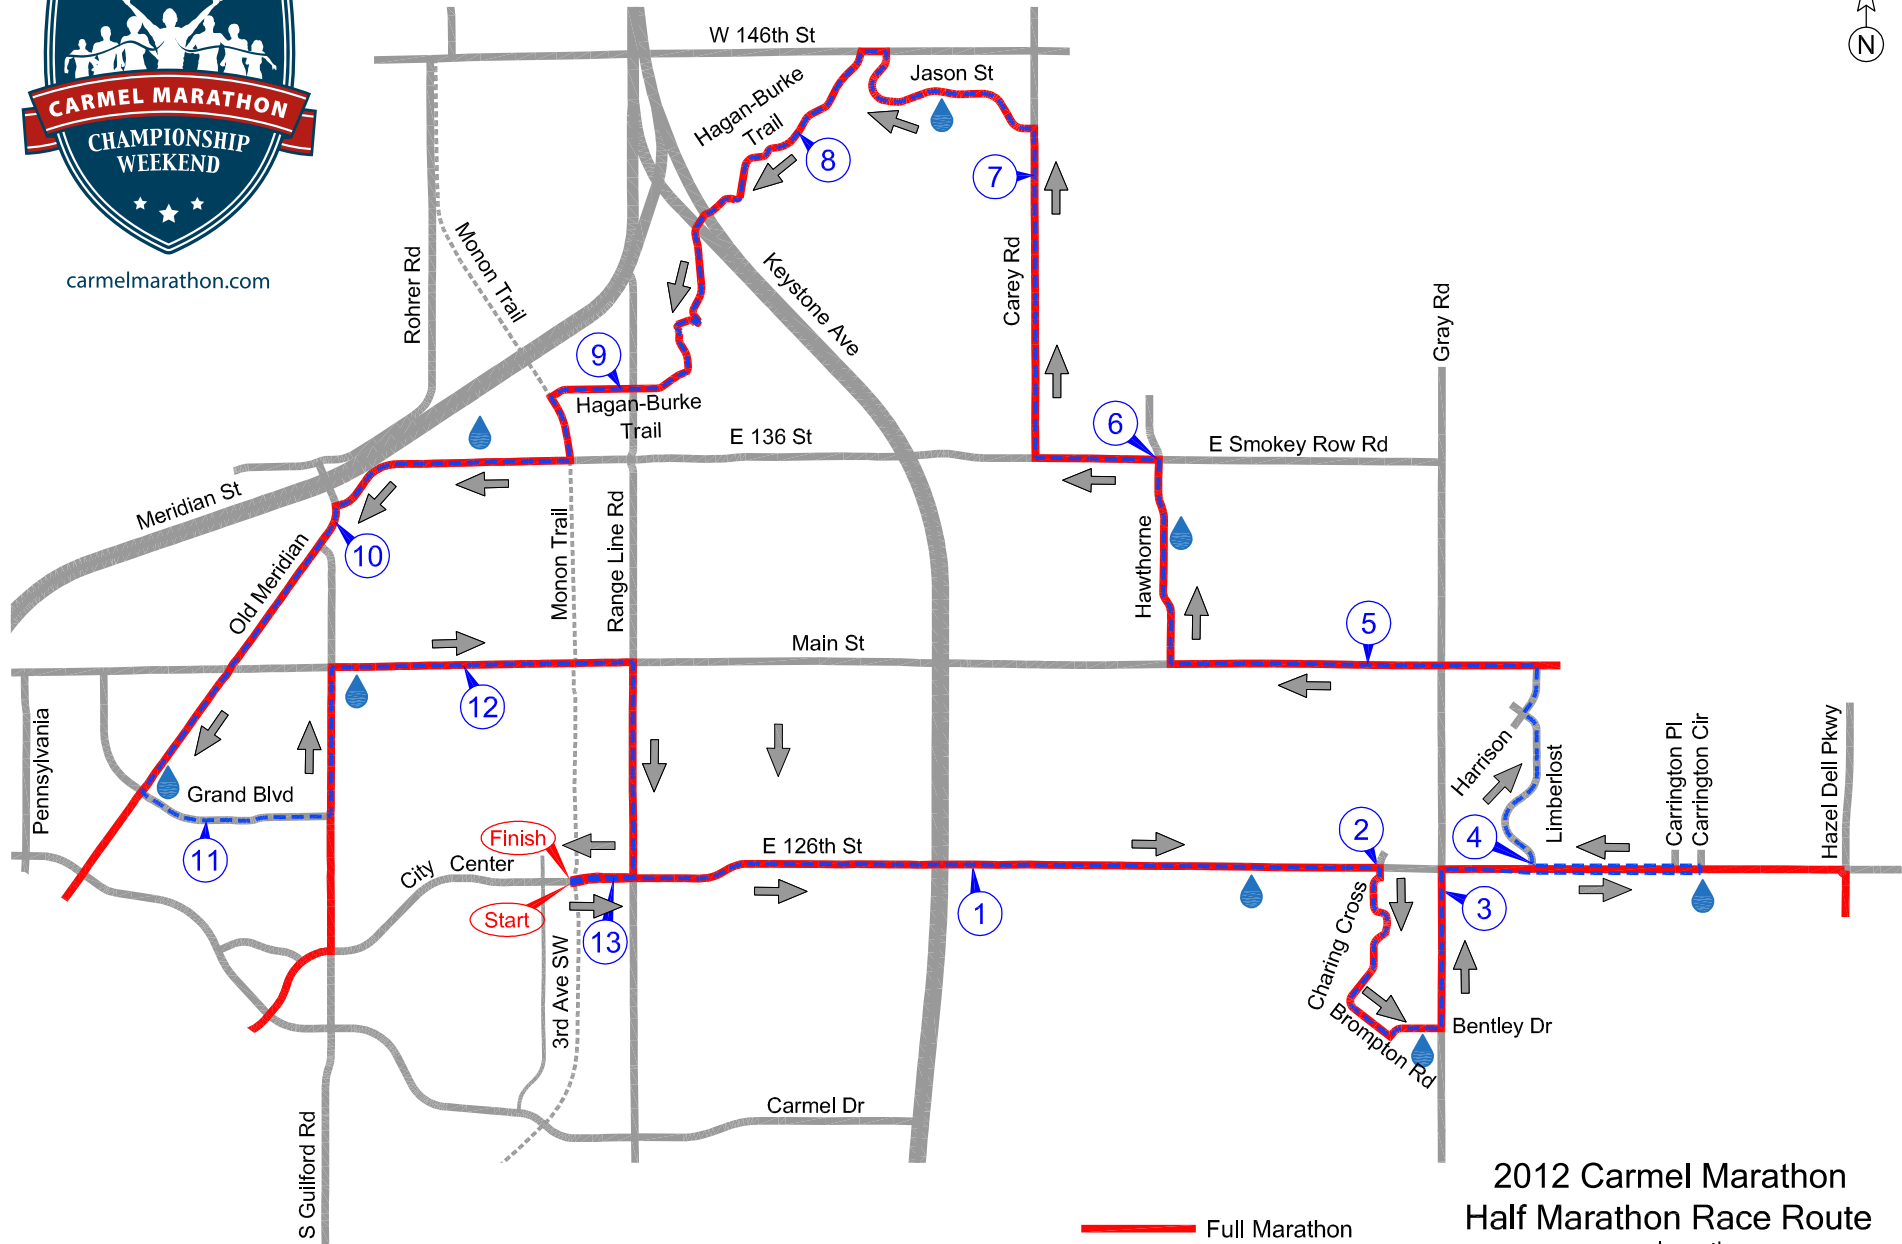 CARMEL MARATHON
CHAMPIONSHIP
WEEKEND
carmelmarathon.com
N
W 146th St
Jason St
Hagan-Burke
Trail
8
7
Rohrer Rd
Monon Trail
Keystone Ave
Carey Rd
Gray Rd
9
Hagan-Burke
Trail
E 136 St
6
E Smokey Row Rd
Meridian St
10
Old Meridian
Monon Trail
Range Line Rd
Hawthorne
5
Main St
12
Pennsylvania
Grand Blvd
11
Harrison
Limberlost
Carrington Pl
Carrington Cir
Hazel Dell Pkwy
Finish
E 126th St
2
4
City Center
Start
13
1
3
3rd Ave SW
Charing Cross
Brompton Rd
Bentley Dr
Carmel Dr
S Guilford Rd
2012 Carmel Marathon
Half Marathon Race Route
Full Marathon